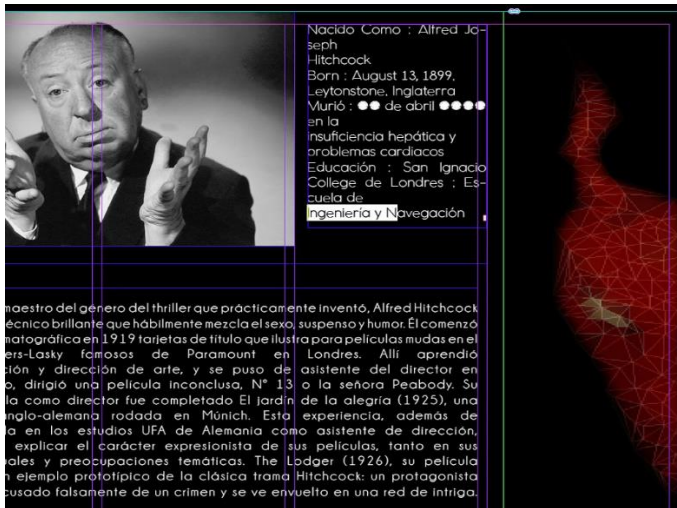 Nacido Como : Alfred Jo-
seph
Hitchcock
Born : August 13, 1899,
Leytonstone, Inglaterra
Murió : de abril
en la
insuficiencia hepática y
problemas cardiacos
Educación : San Ignacio
College de Londres : Es-
cuela de
Ingeniería y Navegación
maestro del género del thriller que prácticamente inventó, Alfred Hitchcock
écnico brillante que hábilmente mezcla el sexo, suspenso y humor. Él comenzó
matográfica en 1919 tarjetas de título que ilustra para películas mudas en el
ers-Lasky famosos de Paramount en Londres. Allí aprendió
ción y dirección de arte, y se puso de asistente del director en
o, dirigió una película inconclusa, N° 13 o la señora Peabody. Su
la como director fue completado El jardín de la alegría (1925), una
anglo-alemana rodada en Múnich. Esta experiencia, además de
la en los estudios UFA de Alemania como asistente de dirección,
explicar el carácter expresionista de sus películas, tanto en sus
uales y preocupaciones temáticas. The Lodger (1926), su película
n ejemplo prototípico de la clásica trama Hitchcock: un protagonista
cusado falsamente de un crimen y se ve envuelto en una red de intriga.